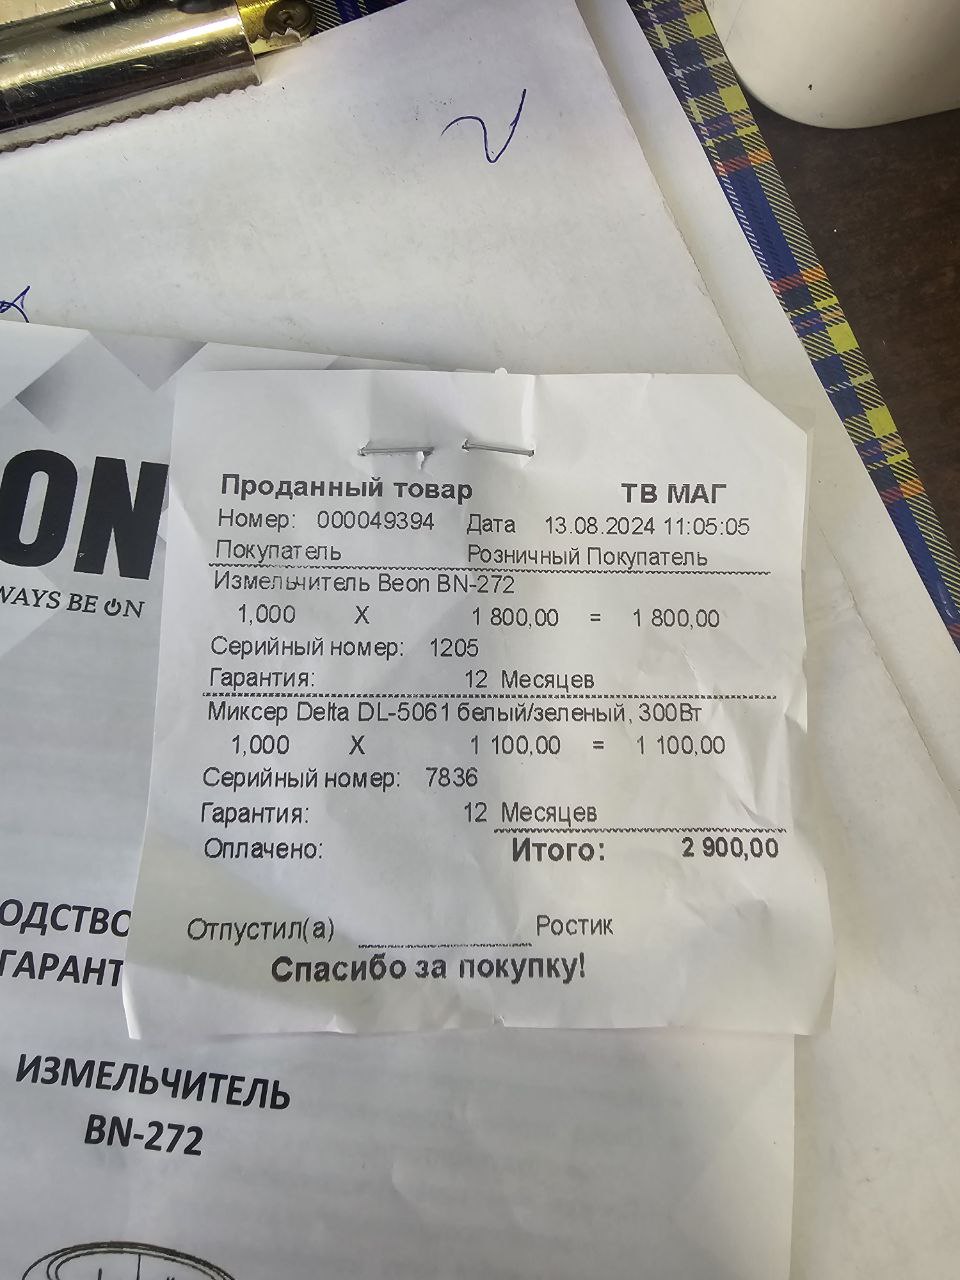 ON
WAYS BE ON
Проданный товар ТВ МАГ
Номер: 000049394 Дата 13.08.2024 11:05:05
Покупатель Розничный Покупатель
Измельчитель Beon BN-272
1,000 X 1 800,00 = 1 800,00
Серийный номер: 1205
Гарантия: 12 Месяцев
Миксер Delta DL-5061 белый/зеленый, 300Вт
1,000 X 1 100,00 = 1 100,00
Серийный номер: 7836
Гарантия: 12 Месяцев
Оплачено: Итого: 2 900,00
Отпустил(а) Ростик
Спасибо за покупку!
ОДСТВО
ГАРАНТ
ИЗМЕЛЬЧИТЕЛЬ
BN-272